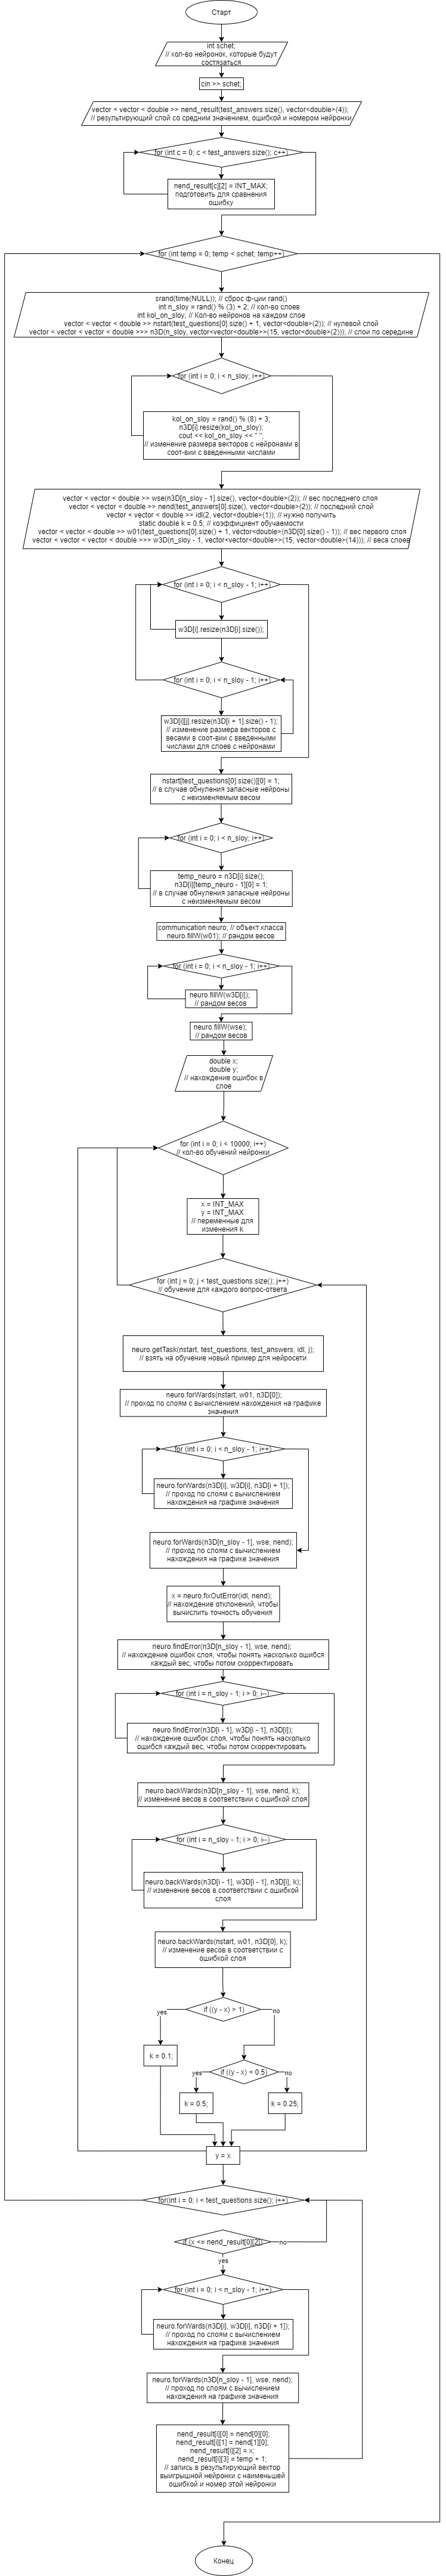 Старт
int schet;
// кол-во нейронок, которые будут
состязаться
cin >> schet;
vector < vector < double >> nend_result(test_answers.size(), vector<double>(4));
// результирующий слой со средним значением, ошибкой и номером нейронки
for (int c = 0; c < test_answers.size(); c++)
nend_result[c][2] = INT_MAX;
подготовить для сравнения
ошибку
for (int temp = 0; temp < schet; temp++)
srand(time(NULL)); // сброс ф-ции rand()
int n_sloy = rand() % (3) + 2; // кол-во слоев
int kol_on_sloy; // Кол-во нейронов на каждом слое
vector < vector < double >> nstart(test_questions[0].size() + 1, vector<double>(2)); // нулевой слой
vector < vector < vector < double >>> n3D(n_sloy, vector<vector<double>>(15, vector<double>(2))); // слои по середине
for (int i = 0; i < n_sloy; i++)
kol_on_sloy = rand() % (8) + 3;
n3D[i].resize(kol_on_sloy);
cout << kol_on_sloy << " ";
// изменение размера векторов с нейронами в
соот-вии с введенными числами
vector < vector < double >> wse(n3D[n_sloy - 1].size(), vector<double>(2)); // вес последнего слоя
vector < vector < double >> nend(test_answers[0].size(), vector<double>(2)); // последний слой
vector < vector < double >> idl(2, vector<double>(1)); // нужно получить
static double k = 0.5; // коэффициент обучаемости
vector < vector < double >> w01(test_questions[0].size() + 1, vector<double>(n3D[0].size() - 1)); // вес первого слоя
vector < vector < vector < double >>> w3D(n_sloy - 1, vector<vector<double>>(15, vector<double>(14))); // веса слоев
for (int i = 0; i < n_sloy - 1; i++)
w3D[i].resize(n3D[i].size());
for (int i = 0; i < n_sloy - 1; i++)
w3D[i][j].resize(n3D[i + 1].size() - 1);
// изменение размера векторов с
весами в соот-вии с введенными
числами для слоев с нейронами
nstart[test_questions[0].size()][0] = 1;
// в случае обнуления запасные нейроны
с неизменяемым весом
for (int i = 0; i < n_sloy; i++)
temp_neuro = n3D[i].size();
n3D[i][temp_neuro - 1][0] = 1;
// в случае обнуления запасные нейроны
с неизменяемым весом
communication neuro; // объект класса
neuro.fillW(w01); // рандом весов
for (int i = 0; i < n_sloy - 1; i++)
neuro.fillW(w3D[i]);
// рандом весов
neuro.fillW(wse);
// рандом весов
double x;
double y;
// нахождение ошибок в
слое
for (int i = 0; i < 10000; i++)
// кол-во обучений нейронки
x = INT_MAX
y = INT_MAX
// переменные для
изменения k
for (int j = 0; j < test_questions.size(); j++)
// обучение для каждого вопрос-ответа
neuro.getTask(nstart, test_questions, test_answers, idl, j);
// взять на обучение новый пример для нейросети
neuro.forWards(nstart, w01, n3D[0]);
// проход по слоям с вычислением нахождения на графике
значения
for (int i = 0; i < n_sloy - 1; i++)
neuro.forWards(n3D[i], w3D[i], n3D[i + 1]);
// проход по слоям с вычислением
нахождения на графике значения
neuro.forWards(n3D[n_sloy - 1], wse, nend);
// проход по слоям с вычислением
нахождения на графике значения
x = neuro.fixOutError(idl, nend);
// нахождение отклонений, чтобы
вычислить точность обучения
neuro.findError(n3D[n_sloy - 1], wse, nend);
// нахождение ошибок слоя, чтобы понять насколько ошибся
каждый вес, чтобы потом скорректировать
for (int i = n_sloy - 1; i > 0; i--)
neuro.findError(n3D[i - 1], w3D[i - 1], n3D[i]);
// нахождение ошибок слоя, чтобы понять насколько
ошибся каждый вес, чтобы потом скорректировать
neuro.backWards(n3D[n_sloy - 1], wse, nend, k);
// изменение весов в соответствии с ошибкой слоя
for (int i = n_sloy - 1; i > 0; i--)
neuro.backWards(n3D[i - 1], w3D[i - 1], n3D[i], k);
// изменение весов в соответствии с ошибкой
слоя
neuro.backWards(nstart, w01, n3D[0], k);
// изменение весов в соответствии с
ошибкой слоя
if ((y - x) > 1)
yes
no
k = 0.1;
if ((y - x) < 0.5)
yes
no
k = 0.5;
k = 0.25;
y = x
for(int i = 0; i < test_questions.size(); i++)
if (x <= nend_result[0][2])
no
yes
for (int i = 0; i < n_sloy - 1; i++)
neuro.forWards(n3D[i], w3D[i], n3D[i + 1]);
// проход по слоям с вычислением
нахождения на графике значения
neuro.forWards(n3D[n_sloy - 1], wse, nend);
// проход по слоям с вычислением
нахождения на графике значения
nend_result[i][0] = nend[0][0];
nend_result[i][1] = nend[1][0];
nend_result[i][2] = x;
nend_result[i][3] = temp + 1;
// запись в результирующий вектор
выигрышной нейронки с наименьшей
ошибкой и номер этой нейронки
Конец